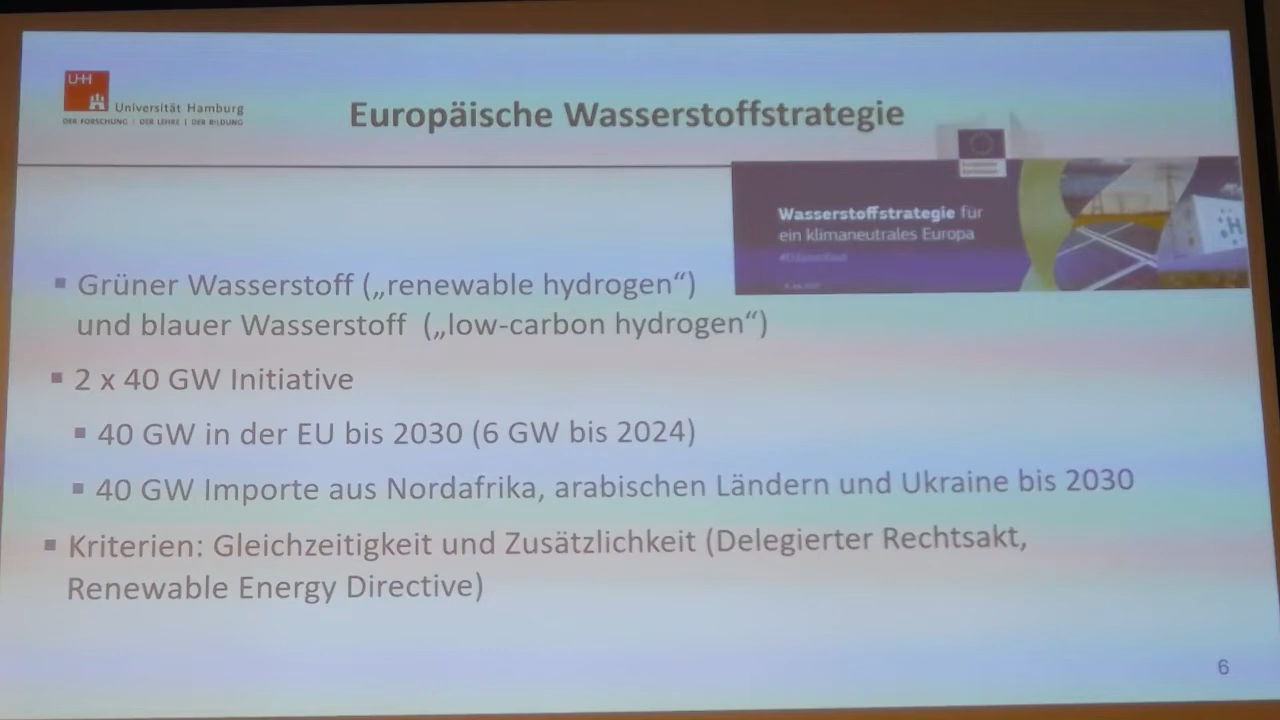 UH
Universität Hamburg
DER FORSCHUNG | DER LEHRE | DER BILDUNG
Europäische Wasserstoffstrategie
Wasserstoffstrategie für
ein klimaneutrales Europa
▪ Grüner Wasserstoff („renewable hydrogen“)
und blauer Wasserstoff („low-carbon hydrogen“)
▪ 2 x 40 GW Initiative
▪ 40 GW in der EU bis 2030 (6 GW bis 2024)
▪ 40 GW Importe aus Nordafrika, arabischen Ländern und Ukraine bis 2030
▪ Kriterien: Gleichzeitigkeit und Zusätzlichkeit (Delegierter Rechtsakt,
Renewable Energy Directive)
6